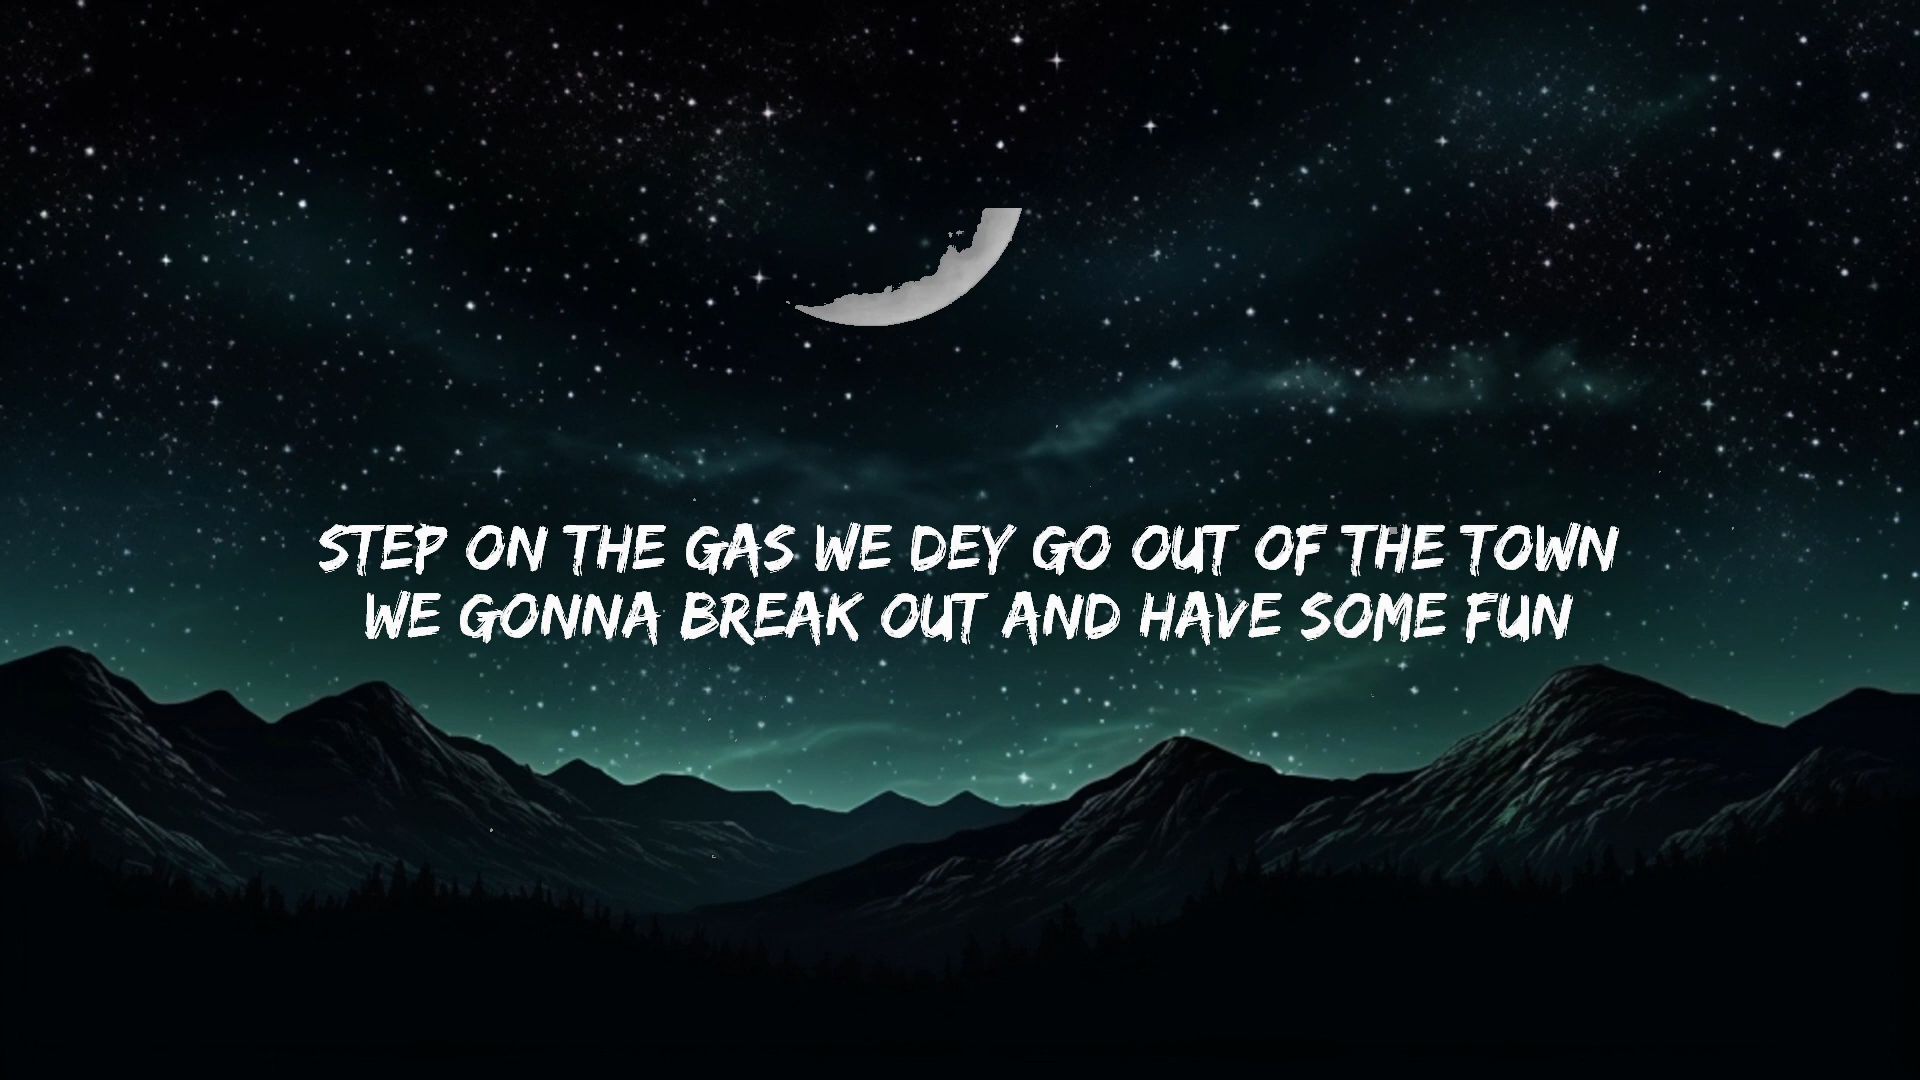 STEP ON THE GAS WE DEY GO OUT OF THE TOWN
WE GONNA BREAK OUT AND HAVE SOME FUN